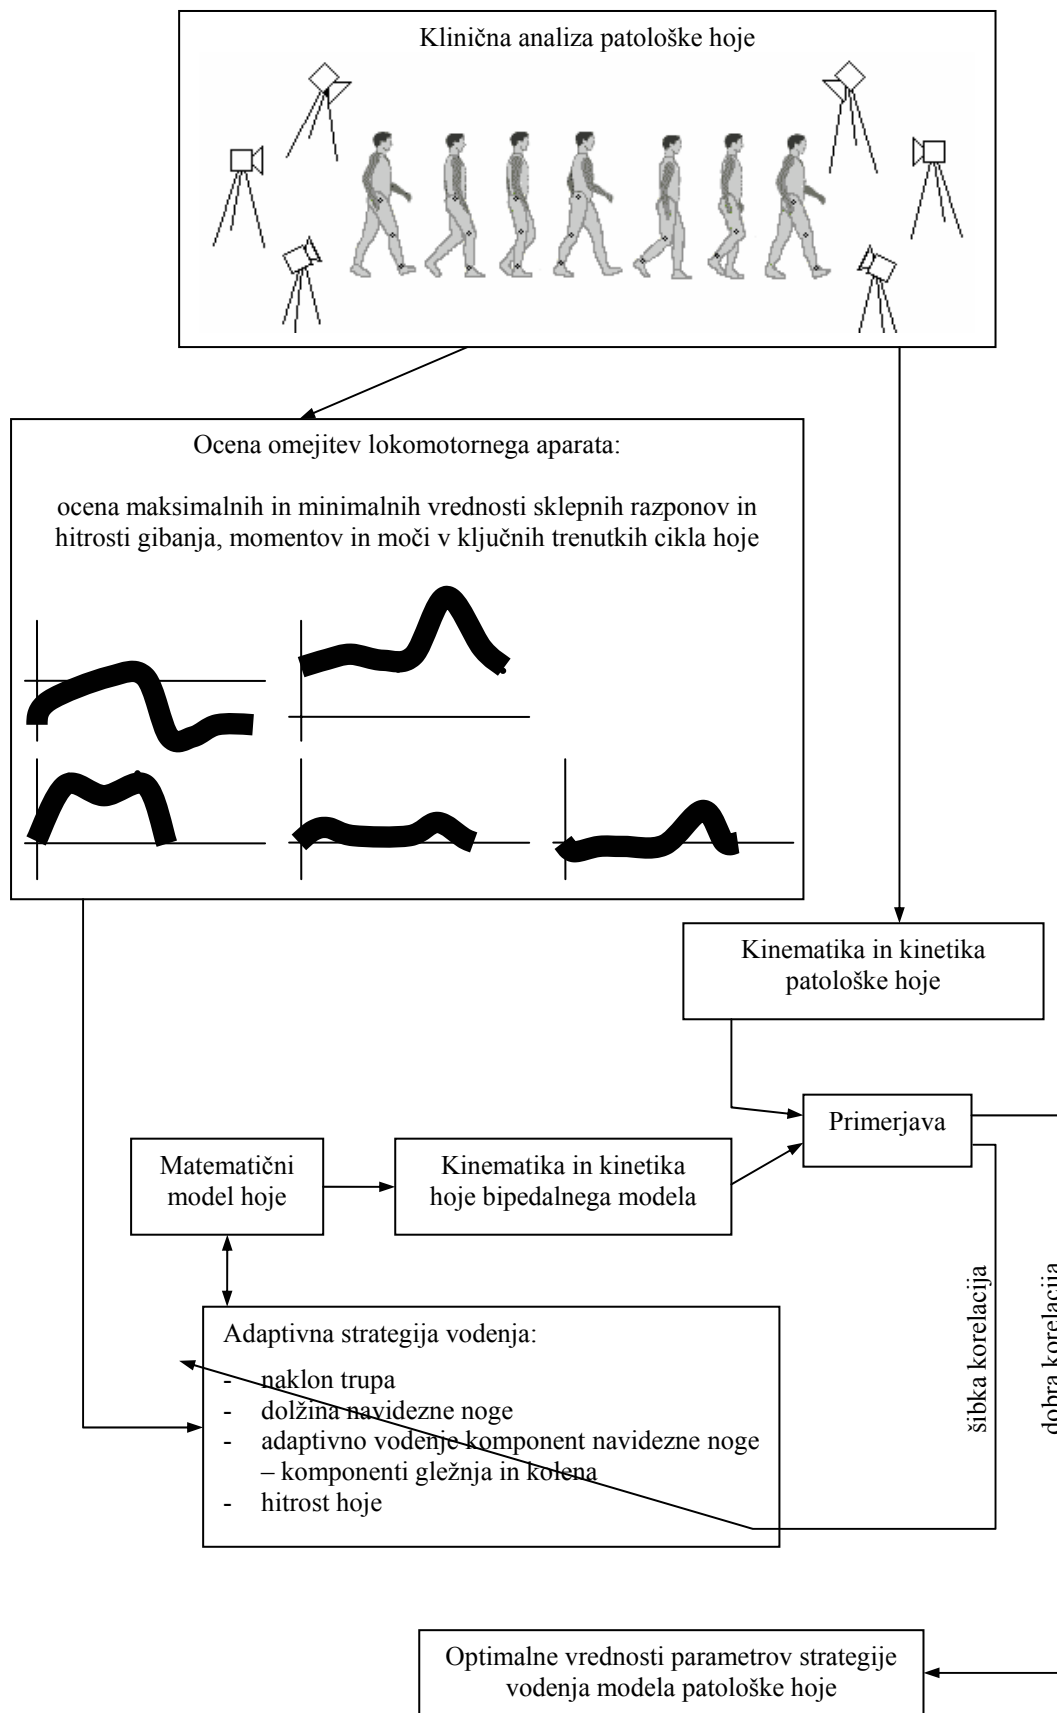 Klinična analiza patološke hoje
Ocena omejitev lokomotornega aparata:
ocena maksimalnih in minimalnih vrednosti sklepnih razponov in
hitrosti gibanja, momentov in moči v ključnih trenutkih cikla hoje
Kinematika in kinetika
patološke hoje
Primerjava
Matematični
model hoje
Kinematika in kinetika
hoje bipedalnega modela
šibka korelacija
dobra korelacija
Adaptivna strategija vodenja:
- naklon trupa
- dolžina navidezne noge
- adaptivno vodenje komponent navidezne noge
– komponenti gležnja in kolena
- hitrost hoje
Optimalne vrednosti parametrov strategije
vodenja modela patološke hoje